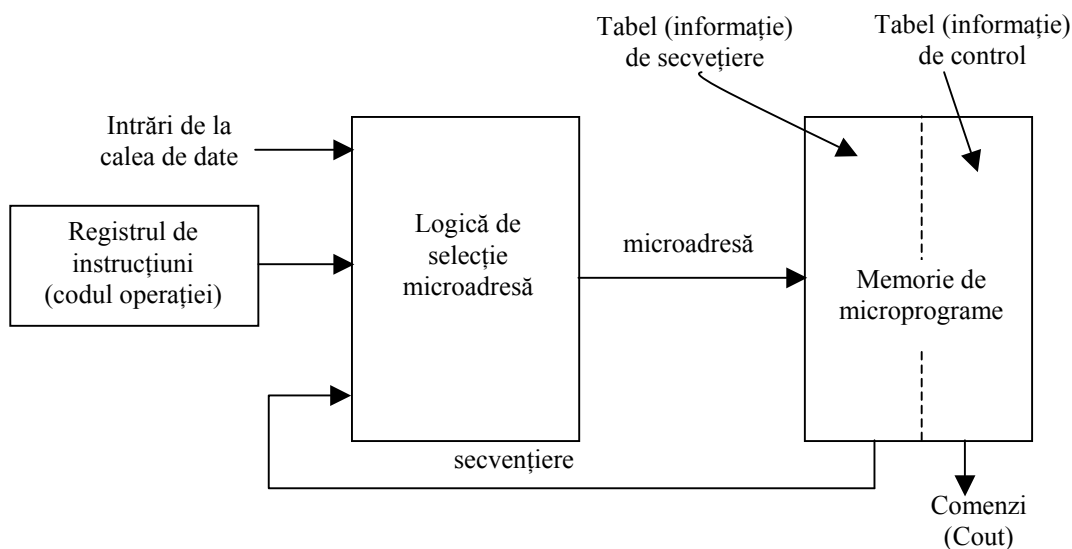 Tabel (informație)
de secvețiere
Tabel (informație)
de control
Intrări de la
calea de date
Registrul de
instrucțiuni
(codul operației)
Logică de
selecție
microadresă
microadresă
Memorie de
microprograme
secvențiere
Comenzi
(Cout)